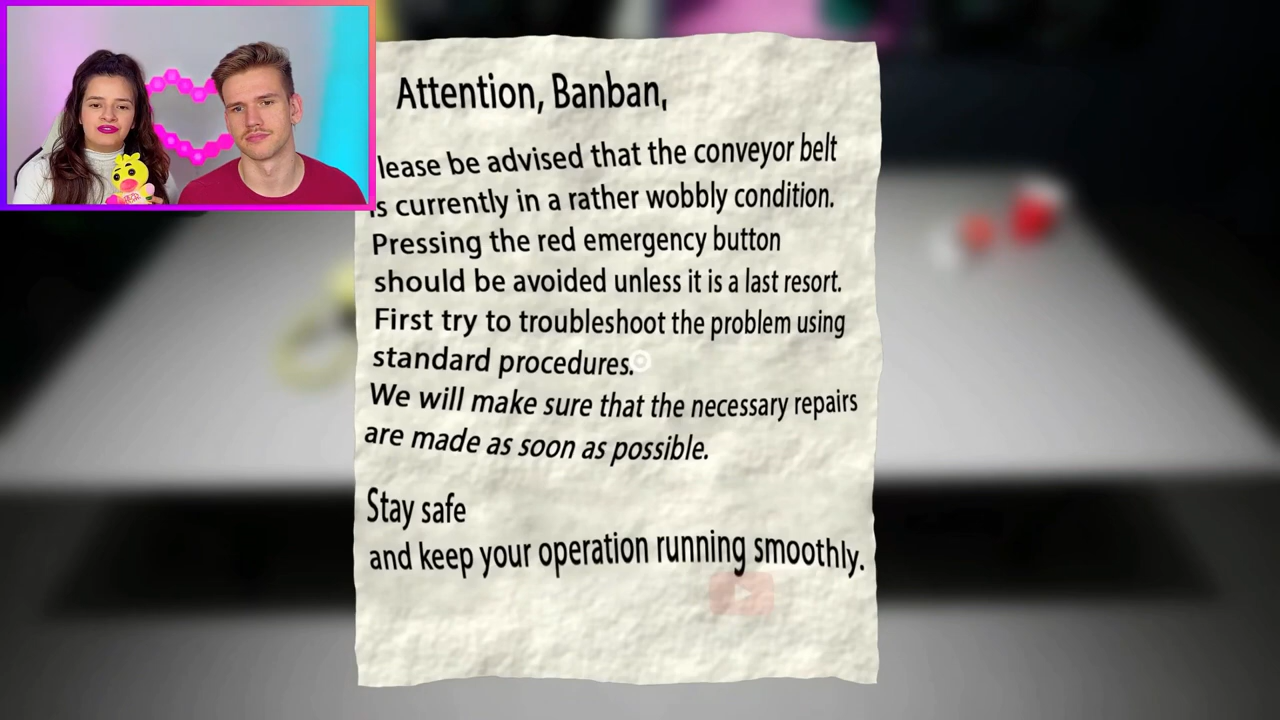 Attention, Banban,
lease be advised that the conveyor belt
is currently in a rather wobbly condition.
Pressing the red emergency button
should be avoided unless it is a last resort.
First try to troubleshoot the problem using
standard procedures.
We will make sure that the necessary repairs
are made as soon as possible.
Stay safe
and keep your operation running smoothly.